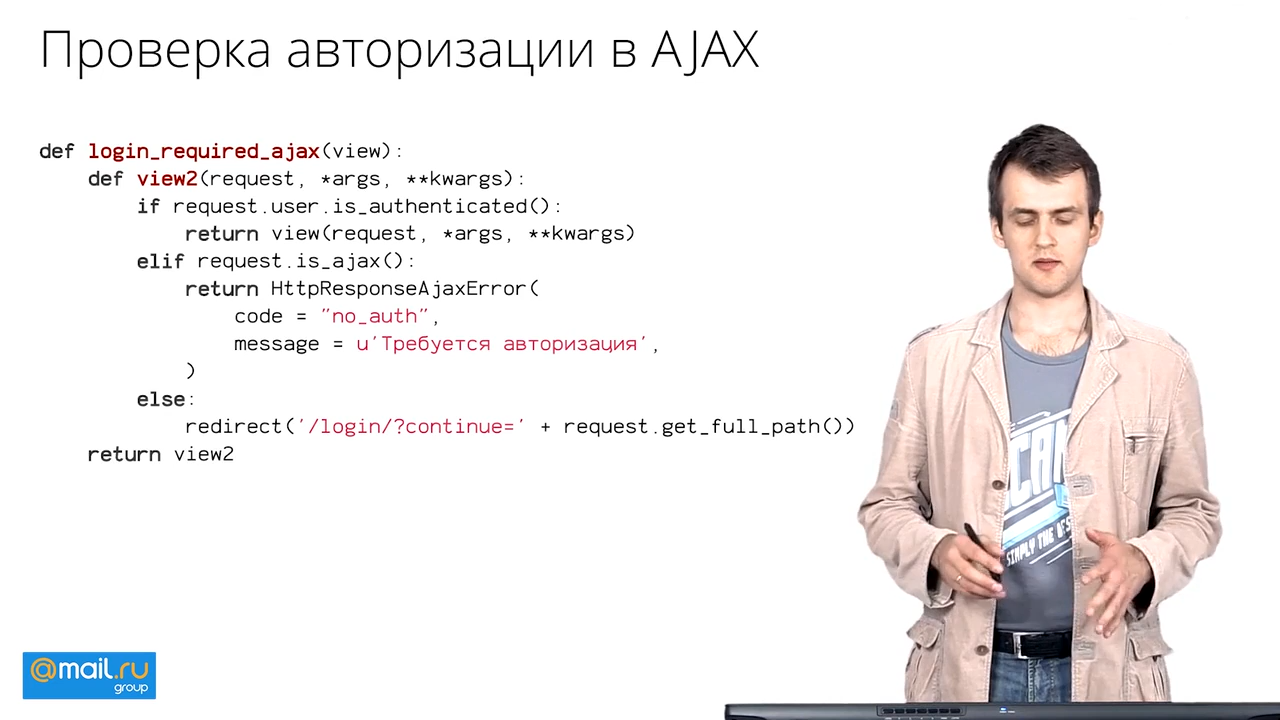 Проверка авторизации в AJAX
def login_required_ajax(view):
    def view2(request, *args, **kwargs):
        if request.user.is_authenticated():
            return view(request, *args, **kwargs)
        elif request.is_ajax():
            return HttpResponseAjaxError(
                code = "no_auth",
                message = u'Требуется авторизация',
            )
        else:
            redirect('/login/?continue=' + request.get_full_path())
    return view2
SIMPLY THE
@mail.ru
group